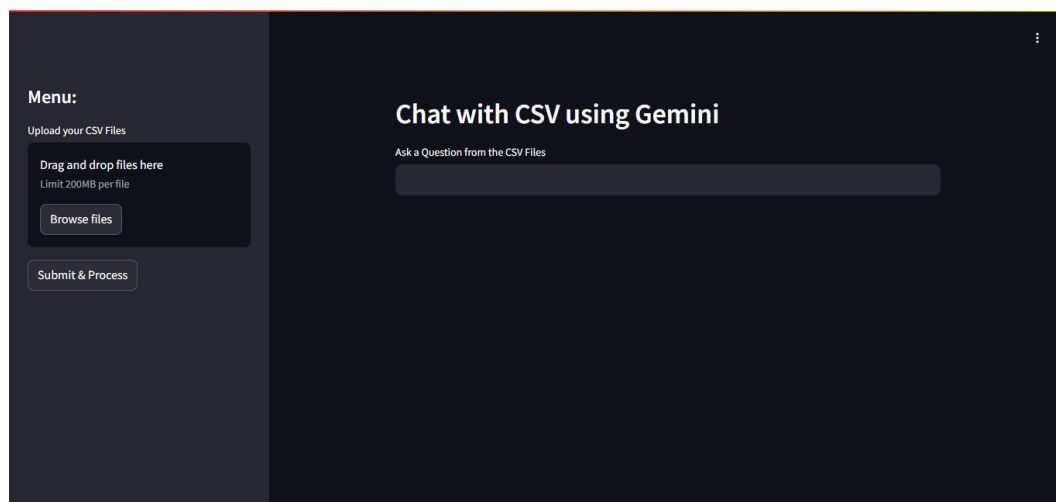 Menu:
Upload your CSV Files
Drag and drop files here
Limit 200MB per file
Browse files
Submit & Process
Chat with CSV using Gemini
Ask a Question from the CSV Files